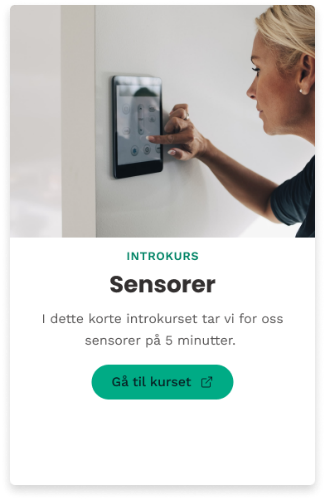 INTROKURS
Sensorer
I dette korte introkurset tar vi for oss
sensorer på 5 minutter.
Gå til kurset